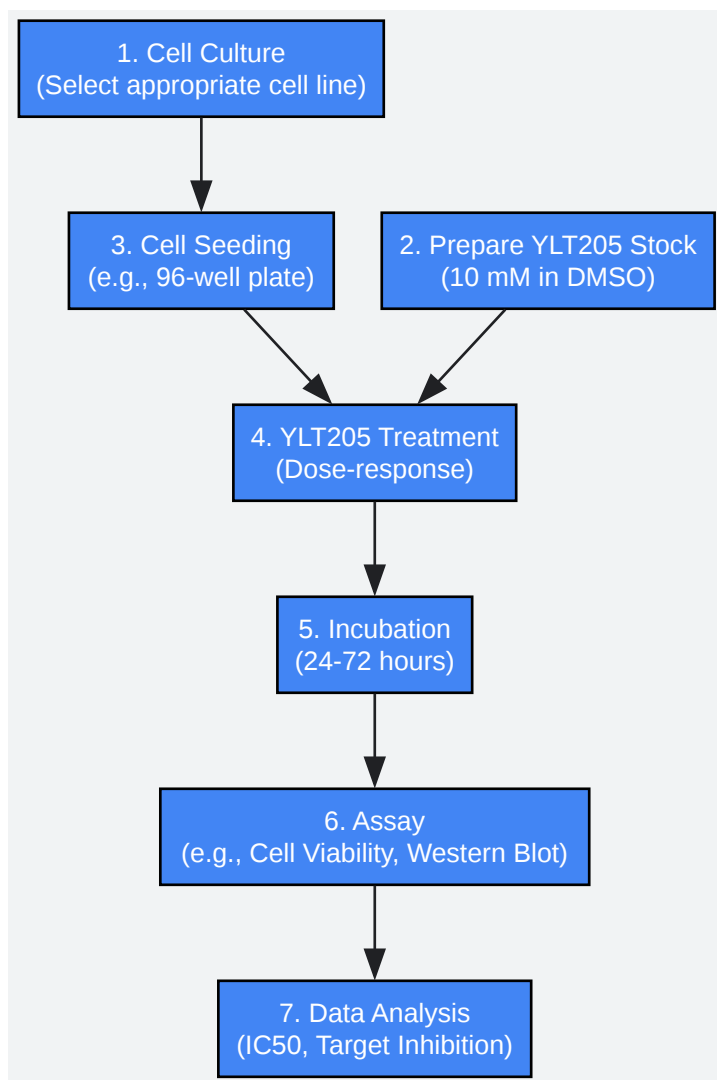 1. Cell Culture
(Select appropriate cell line)
3. Cell Seeding
(e.g., 96-well plate)
2. Prepare YLT205 Stock
(10 mM in DMSO)
4. YLT205 Treatment
(Dose-response)
5. Incubation
(24-72 hours)
6. Assay
(e.g., Cell Viability, Western Blot)
7. Data Analysis
(IC50, Target Inhibition)